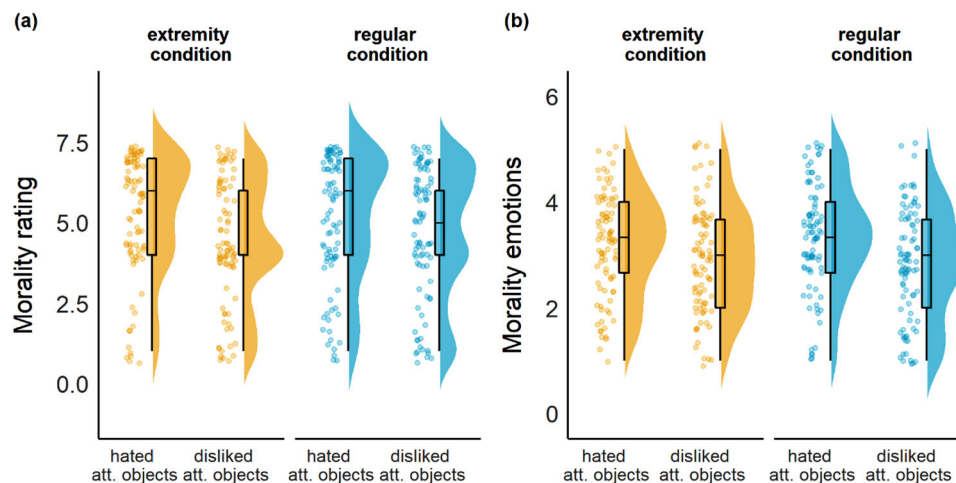 (a)
extremity
condition
regular
condition
Morality rating
7.5
5.0
2.5
0.0
hated
att. objects
disliked
att. objects
hated
att. objects
disliked
att. objects
(b)
extremity
condition
regular
condition
Morality emotions
6
4
2
0
hated
att. objects
disliked
att. objects
hated
att. objects
disliked
att. objects